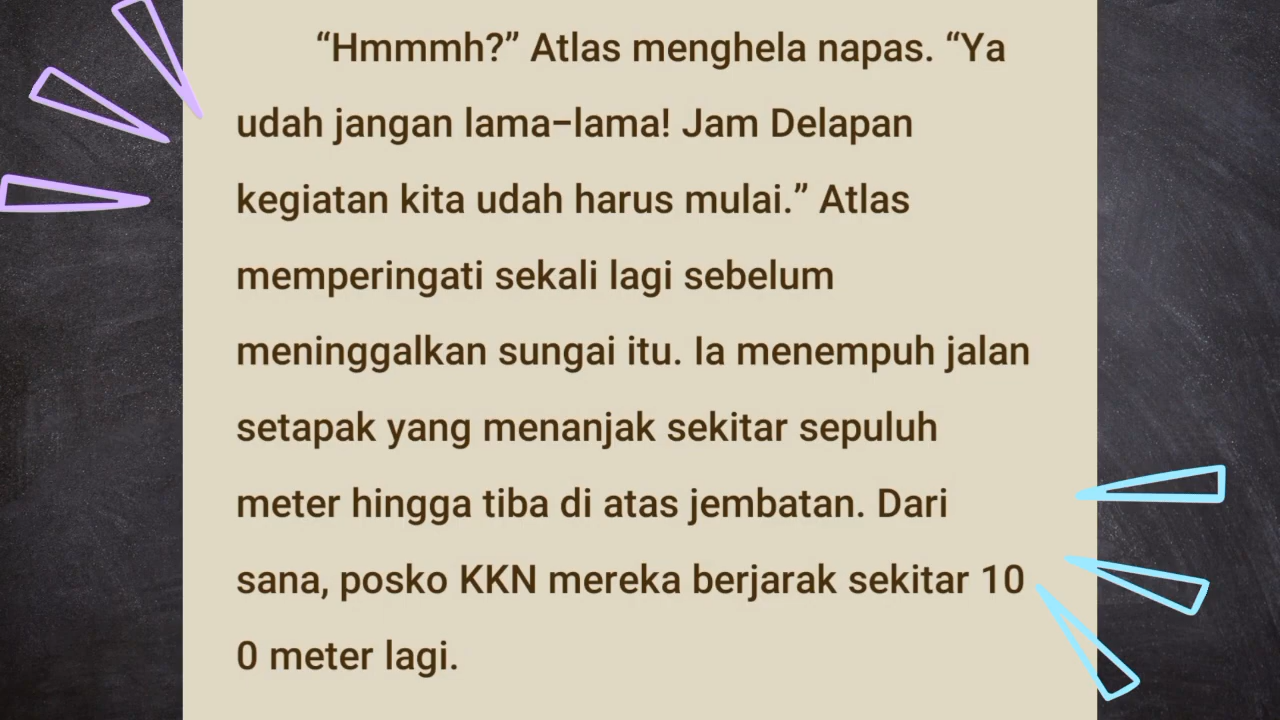 “Hmmmh?” Atlas menghela napas. “Ya
udah jangan lama-lama! Jam Delapan
kegiatan kita udah harus mulai.” Atlas
memperingati sekali lagi sebelum
meninggalkan sungai itu. Ia menempuh jalan
setapak yang menanjak sekitar sepuluh
meter hingga tiba di atas jembatan. Dari
sana, posko KKN mereka berjarak sekitar 10
0 meter lagi.